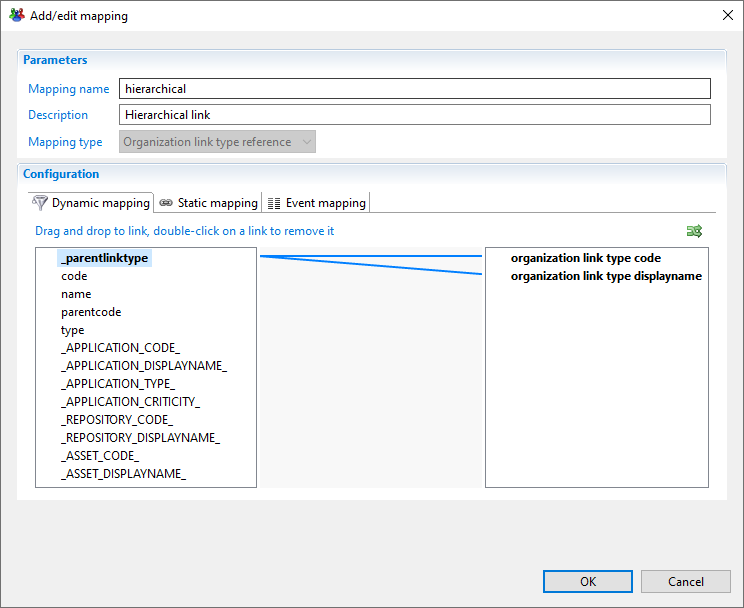 Add/edit mapping
Parameters
Mapping name hierarchical
Description Hierarchical link
Mapping type Organization link type reference
Configuration
Dynamic mapping Static mapping Event mapping
Drag and drop to link, double-click on a link to remove it
_parentlinktype
code
name
parentcode
type
_APPLICATION_CODE_
_APPLICATION_DISPLAYNAME_
_APPLICATION_TYPE_
_APPLICATION_CRITICITY_
_REPOSITORY_CODE_
_REPOSITORY_DISPLAYNAME_
_ASSET_CODE_
_ASSET_DISPLAYNAME_
organization link type code
organization link type displayname
OK Cancel